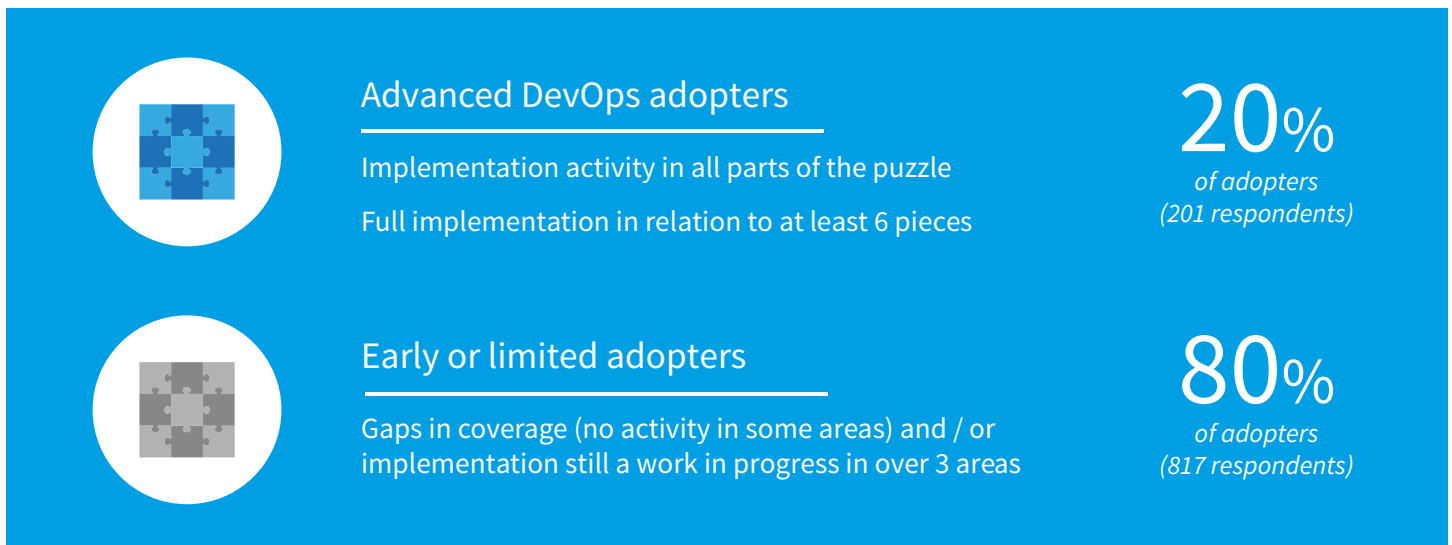 Advanced DevOps adopters
Implementation activity in all parts of the puzzle
Full implementation in relation to at least 6 pieces
20%
of adopters
(201 respondents)
Early or limited adopters
Gaps in coverage (no activity in some areas) and / or
implementation still a work in progress in over 3 areas
80%
of adopters
(817 respondents)